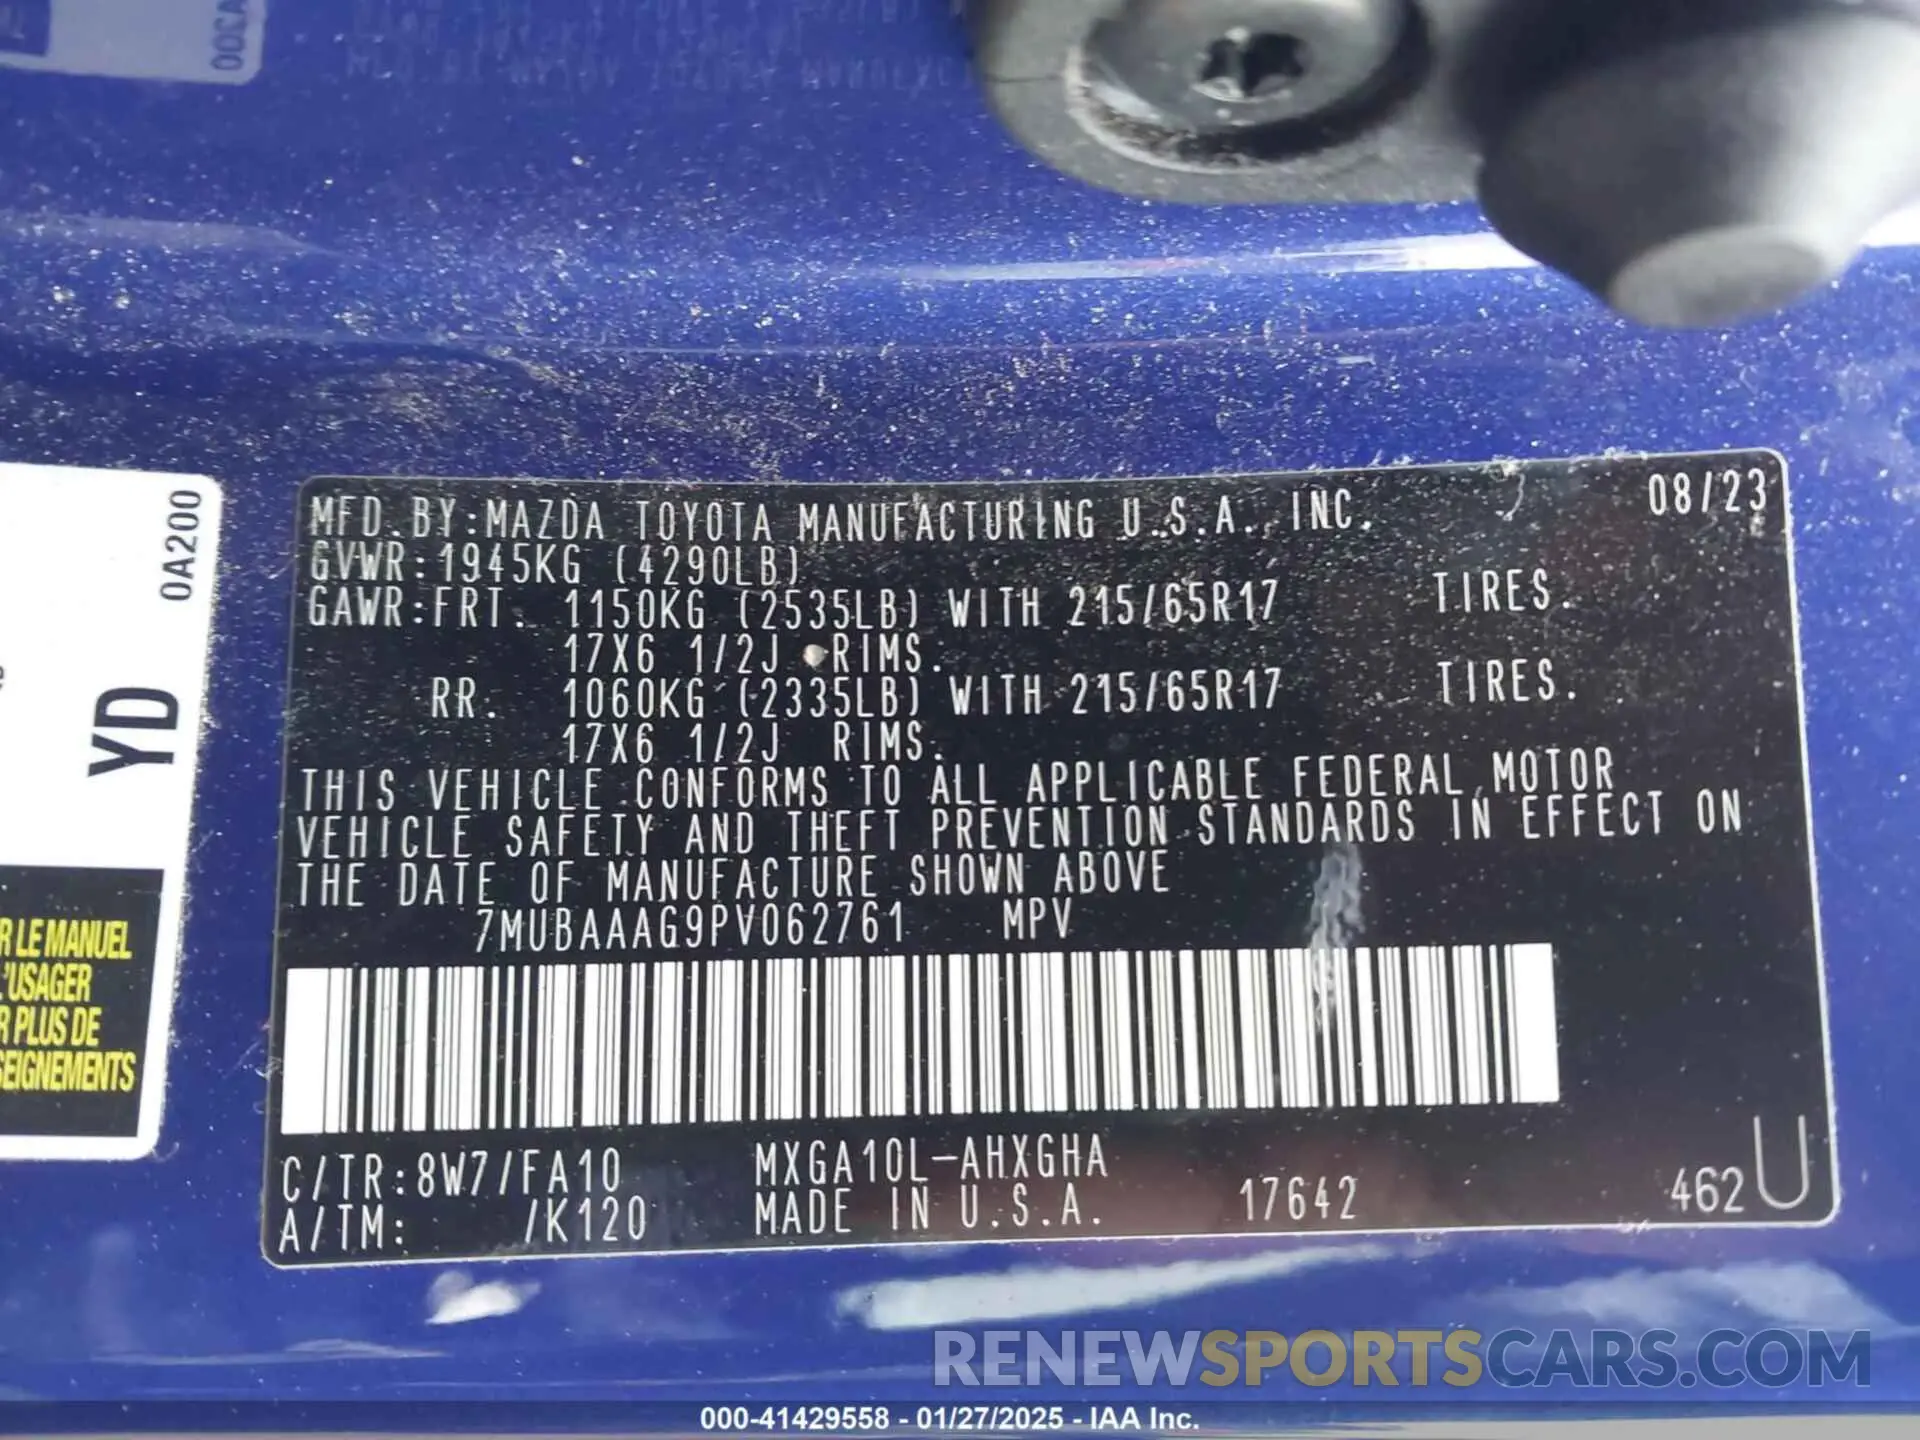 00SA0
0A200
YD
R LE MANUEL
L'USAGER
R PLUS DE
SEIGNEMENTS
MFD. BY:MAZDA TOYOTA MANUFACTURING U.S.A., INC. 08/23
GVWR:1945KG (4290LB)
GAWR:FRT. 1150KG (2535LB) WITH 215/65R17 TIRES.
17X6 1/2J RIMS.
RR. 1060KG (2335LB) WITH 215/65R17 TIRES.
17X6 1/2J RIMS.
THIS VEHICLE CONFORMS TO ALL APPLICABLE FEDERAL MOTOR
VEHICLE SAFETY AND THEFT PREVENTION STANDARDS IN EFFECT ON
THE DATE OF MANUFACTURE SHOWN ABOVE
7MUBAAAG9PV062761 MPV
C/TR:8W7/FA10 MXGA10L-AHXGHA
A/TM: /K120 MADE IN U.S.A. 17642 462U
RENEWSPORTSCARS.COM
000-41429558 - 01/27/2025 - IAA Inc.